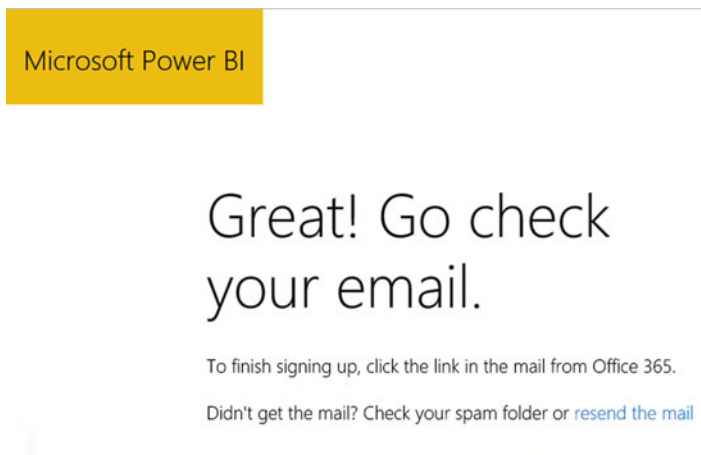 Microsoft Power BI
Great! Go check
your email.
To finish signing up, click the link in the mail from Office 365.
Didn't get the mail? Check your spam folder or resend the mail